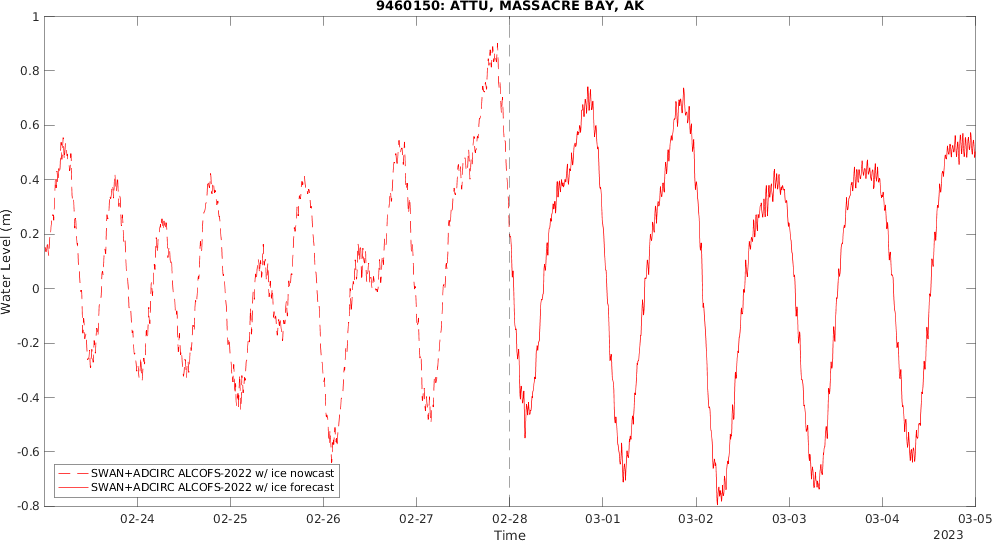 9460150: ATTU, MASSACRE BAY, AK
1
0.8
0.6
0.4
0.2
0
-0.2
-0.4
-0.6
-0.8
Water Level (m)
SWAN+ADCIRC ALCOFS-2022 w/ ice nowcast
SWAN+ADCIRC ALCOFS-2022 w/ ice forecast
02-24 02-25 02-26 02-27 02-28 03-01 03-02 03-03 03-04 03-05
Time
2023